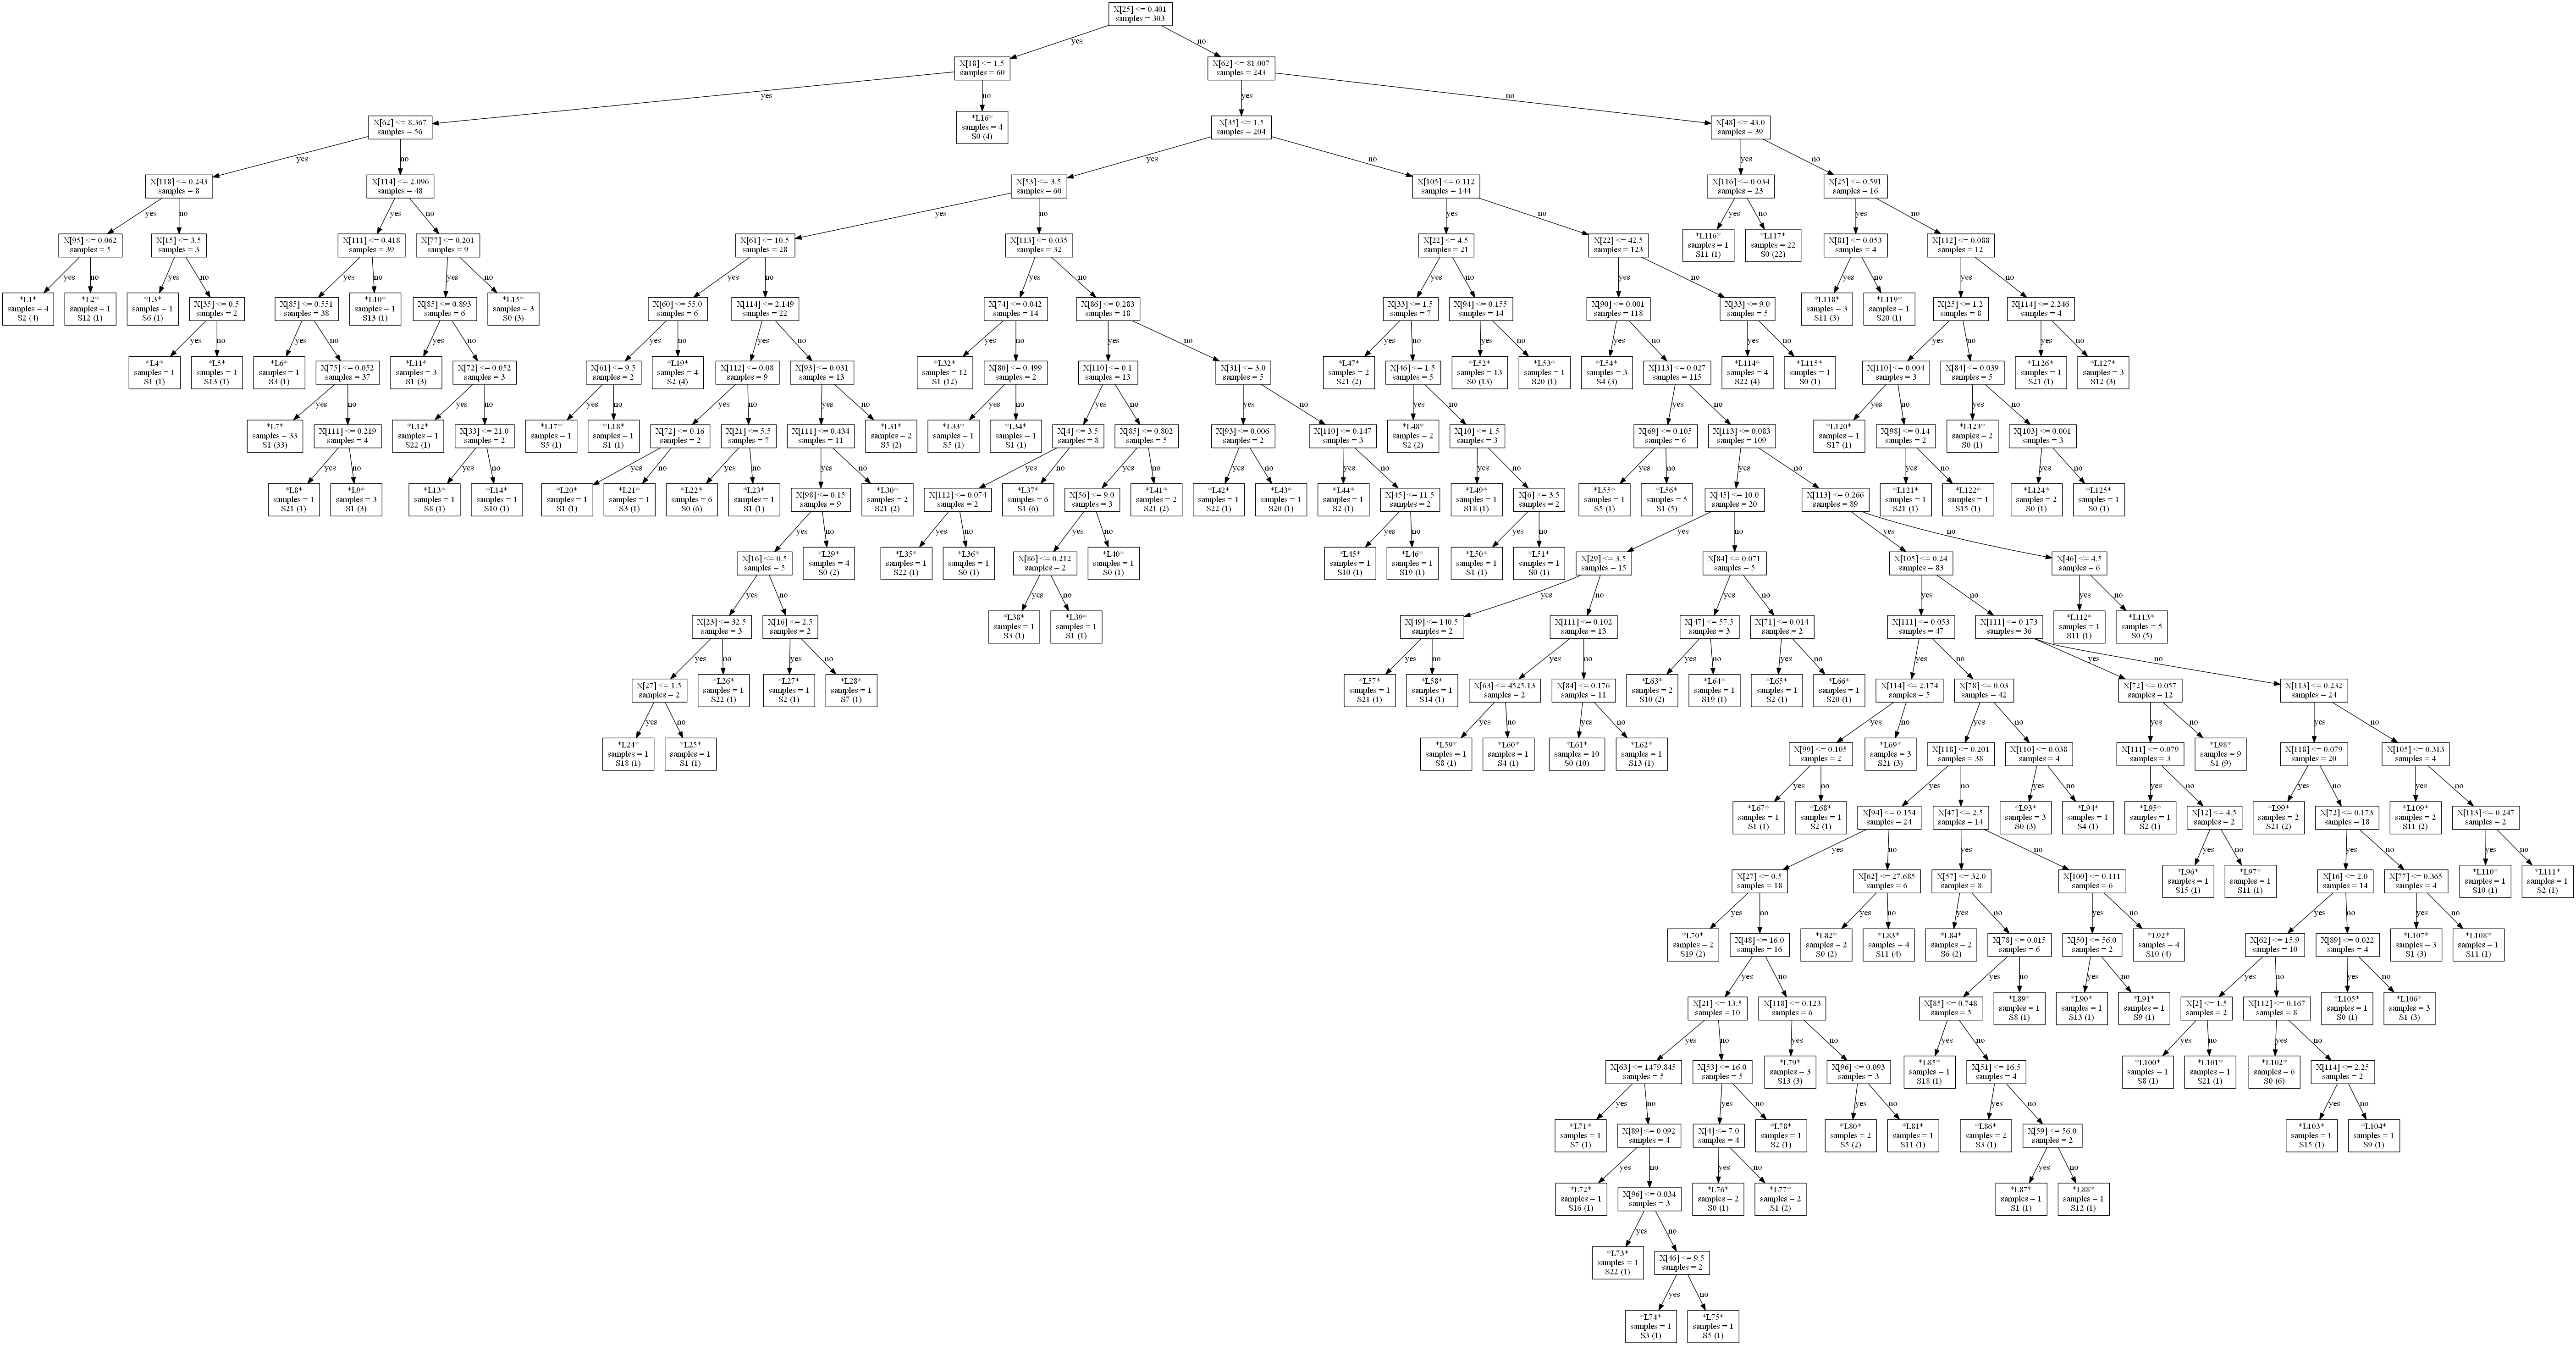 X[25] <= 0.401
samples = 303
yes
no
X[18] <= 1.5
samples = 60
X[62] <= 81.007
samples = 243
yes
no
yes
no
X[62] <= 8.367
samples = 56
*L16*
samples = 4
S0 (4)
X[35] <= 1.5
samples = 204
X[48] <= 43.0
samples = 39
yes
no
yes
no
yes
no
X[118] <= 0.243
samples = 8
X[114] <= 2.096
samples = 48
X[53] <= 3.5
samples = 60
X[105] <= 0.112
samples = 144
X[116] <= 0.034
samples = 23
X[25] <= 0.591
samples = 16
yes
no
yes
no
yes
no
yes
no
yes
no
yes
no
X[95] <= 0.062
samples = 5
X[15] <= 3.5
samples = 3
X[111] <= 0.418
samples = 39
X[77] <= 0.201
samples = 9
X[61] <= 10.5
samples = 28
X[113] <= 0.035
samples = 32
X[22] <= 4.5
samples = 21
X[22] <= 42.5
samples = 123
*L116*
samples = 1
S11 (1)
*L117*
samples = 22
S0 (22)
X[81] <= 0.053
samples = 4
X[112] <= 0.088
samples = 12
*L1*
samples = 4
S2 (4)
*L2*
samples = 1
S12 (1)
*L3*
samples = 1
S6 (1)
X[35] <= 0.5
samples = 2
X[85] <= 0.551
samples = 38
*L10*
samples = 1
S13 (1)
X[85] <= 0.893
samples = 6
*L15*
samples = 3
S0 (3)
X[60] <= 55.0
samples = 6
X[114] <= 2.149
samples = 22
X[74] <= 0.042
samples = 14
X[86] <= 0.283
samples = 18
X[33] <= 1.5
samples = 7
X[94] <= 0.155
samples = 14
X[90] <= 0.001
samples = 118
X[33] <= 9.0
samples = 5
*L118*
samples = 3
S11 (3)
*L119*
samples = 1
S20 (1)
X[25] <= 1.2
samples = 8
X[114] <= 2.246
samples = 4
*L4*
samples = 1
S1 (1)
*L5*
samples = 1
S13 (1)
*L6*
samples = 1
S3 (1)
X[75] <= 0.052
samples = 37
*L11*
samples = 3
S1 (3)
X[72] <= 0.052
samples = 3
X[61] <= 9.5
samples = 2
*L19*
samples = 4
S2 (4)
X[112] <= 0.08
samples = 9
X[93] <= 0.031
samples = 13
*L32*
samples = 12
S1 (12)
X[80] <= 0.499
samples = 2
X[110] <= 0.1
samples = 13
X[31] <= 3.0
samples = 5
*L47*
samples = 2
S21 (2)
X[46] <= 1.5
samples = 5
*L52*
samples = 13
S0 (13)
*L53*
samples = 1
S20 (1)
*L54*
samples = 3
S4 (3)
X[113] <= 0.027
samples = 115
*L114*
samples = 4
S22 (4)
*L115*
samples = 1
S0 (1)
X[110] <= 0.004
samples = 3
X[84] <= 0.039
samples = 5
*L126*
samples = 1
S21 (1)
*L127*
samples = 3
S12 (3)
*L7*
samples = 33
S1 (33)
X[111] <= 0.219
samples = 4
*L12*
samples = 1
S22 (1)
X[33] <= 21.0
samples = 2
*L17*
samples = 1
S5 (1)
*L18*
samples = 1
S1 (1)
X[72] <= 0.16
samples = 2
X[21] <= 5.5
samples = 7
X[111] <= 0.434
samples = 11
*L31*
samples = 2
S5 (2)
*L33*
samples = 1
S5 (1)
*L34*
samples = 1
S1 (1)
X[4] <= 3.5
samples = 8
X[85] <= 0.802
samples = 5
X[93] <= 0.006
samples = 2
X[110] <= 0.147
samples = 3
*L48*
samples = 2
S2 (2)
X[10] <= 1.5
samples = 3
X[69] <= 0.105
samples = 6
X[113] <= 0.083
samples = 109
*L120*
samples = 1
S17 (1)
X[98] <= 0.14
samples = 2
*L123*
samples = 2
S0 (1)
X[103] <= 0.001
samples = 3
*L8*
samples = 1
S21 (1)
*L9*
samples = 3
S1 (3)
*L13*
samples = 1
S8 (1)
*L14*
samples = 1
S10 (1)
*L20*
samples = 1
S1 (1)
*L21*
samples = 1
S3 (1)
*L22*
samples = 6
S0 (6)
*L23*
samples = 1
S1 (1)
X[98] <= 0.15
samples = 9
*L30*
samples = 2
S21 (2)
X[112] <= 0.074
samples = 2
*L37*
samples = 6
S1 (6)
X[56] <= 9.0
samples = 3
*L41*
samples = 2
S21 (2)
*L42*
samples = 1
S22 (1)
*L43*
samples = 1
S20 (1)
*L44*
samples = 1
S2 (1)
X[45] <= 11.5
samples = 2
*L49*
samples = 1
S18 (1)
X[6] <= 3.5
samples = 2
*L55*
samples = 1
S5 (1)
*L56*
samples = 5
S1 (5)
X[45] <= 10.0
samples = 20
X[113] <= 0.266
samples = 89
*L121*
samples = 1
S21 (1)
*L122*
samples = 1
S15 (1)
*L124*
samples = 2
S0 (1)
*L125*
samples = 1
S0 (1)
X[16] <= 0.5
samples = 5
*L29*
samples = 4
S0 (2)
*L35*
samples = 1
S22 (1)
*L36*
samples = 1
S0 (1)
X[86] <= 0.212
samples = 2
*L40*
samples = 1
S0 (1)
*L45*
samples = 1
S10 (1)
*L46*
samples = 1
S19 (1)
*L50*
samples = 1
S1 (1)
*L51*
samples = 1
S0 (1)
X[29] <= 3.5
samples = 15
X[84] <= 0.071
samples = 5
X[105] <= 0.24
samples = 83
X[46] <= 4.5
samples = 6
X[23] <= 32.5
samples = 3
X[16] <= 2.5
samples = 2
*L38*
samples = 1
S3 (1)
*L39*
samples = 1
S1 (1)
X[49] <= 140.5
samples = 2
X[111] <= 0.102
samples = 13
X[47] <= 57.5
samples = 3
X[71] <= 0.014
samples = 2
X[111] <= 0.053
samples = 47
X[111] <= 0.173
samples = 36
*L112*
samples = 1
S11 (1)
*L113*
samples = 5
S0 (5)
X[27] <= 1.5
samples = 2
*L26*
samples = 1
S22 (1)
*L27*
samples = 1
S2 (1)
*L28*
samples = 1
S7 (1)
*L57*
samples = 1
S21 (1)
*L58*
samples = 1
S14 (1)
X[63] <= 4525.13
samples = 2
X[84] <= 0.176
samples = 11
*L63*
samples = 2
S10 (2)
*L64*
samples = 1
S19 (1)
*L65*
samples = 1
S2 (1)
*L66*
samples = 1
S20 (1)
X[114] <= 2.174
samples = 5
X[78] <= 0.03
samples = 42
X[72] <= 0.057
samples = 12
X[113] <= 0.232
samples = 24
*L24*
samples = 1
S18 (1)
*L25*
samples = 1
S1 (1)
*L59*
samples = 1
S8 (1)
*L60*
samples = 1
S4 (1)
*L61*
samples = 10
S0 (10)
*L62*
samples = 1
S13 (1)
X[99] <= 0.105
samples = 2
*L69*
samples = 3
S21 (3)
X[118] <= 0.201
samples = 38
X[110] <= 0.038
samples = 4
X[111] <= 0.079
samples = 3
*L98*
samples = 9
S1 (9)
X[118] <= 0.079
samples = 20
X[105] <= 0.313
samples = 4
*L67*
samples = 1
S1 (1)
*L68*
samples = 1
S2 (1)
X[94] <= 0.154
samples = 24
X[47] <= 2.5
samples = 14
*L93*
samples = 3
S0 (3)
*L94*
samples = 1
S4 (1)
*L95*
samples = 1
S2 (1)
X[12] <= 4.5
samples = 2
*L99*
samples = 2
S21 (2)
X[72] <= 0.173
samples = 18
*L109*
samples = 2
S11 (2)
X[113] <= 0.247
samples = 2
X[27] <= 0.5
samples = 18
X[62] <= 27.685
samples = 6
X[57] <= 32.0
samples = 8
X[100] <= 0.111
samples = 6
*L96*
samples = 1
S15 (1)
*L97*
samples = 1
S11 (1)
X[16] <= 2.0
samples = 14
X[77] <= 0.365
samples = 4
*L110*
samples = 1
S10 (1)
*L111*
samples = 1
S2 (1)
*L70*
samples = 2
S19 (2)
X[48] <= 16.0
samples = 16
*L82*
samples = 2
S0 (2)
*L83*
samples = 4
S11 (4)
*L84*
samples = 2
S6 (2)
X[78] <= 0.015
samples = 6
X[50] <= 56.0
samples = 2
*L92*
samples = 4
S10 (4)
X[62] <= 15.9
samples = 10
X[89] <= 0.022
samples = 4
*L107*
samples = 3
S1 (3)
*L108*
samples = 1
S11 (1)
X[21] <= 13.5
samples = 10
X[118] <= 0.123
samples = 6
X[85] <= 0.748
samples = 5
*L89*
samples = 1
S8 (1)
*L90*
samples = 1
S13 (1)
*L91*
samples = 1
S9 (1)
X[2] <= 1.5
samples = 2
X[112] <= 0.167
samples = 8
*L105*
samples = 1
S0 (1)
*L106*
samples = 3
S1 (3)
X[63] <= 1479.845
samples = 5
X[53] <= 16.0
samples = 5
*L79*
samples = 3
S13 (3)
X[96] <= 0.093
samples = 3
*L85*
samples = 1
S18 (1)
X[51] <= 16.5
samples = 4
*L100*
samples = 1
S8 (1)
*L101*
samples = 1
S21 (1)
*L102*
samples = 6
S0 (6)
X[114] <= 2.25
samples = 2
*L71*
samples = 1
S7 (1)
X[89] <= 0.092
samples = 4
X[4] <= 7.0
samples = 4
*L78*
samples = 1
S2 (1)
*L80*
samples = 2
S5 (2)
*L81*
samples = 1
S11 (1)
*L86*
samples = 2
S3 (1)
X[59] <= 56.0
samples = 2
*L103*
samples = 1
S15 (1)
*L104*
samples = 1
S9 (1)
*L72*
samples = 1
S16 (1)
X[96] <= 0.034
samples = 3
*L76*
samples = 2
S0 (1)
*L77*
samples = 2
S1 (2)
*L87*
samples = 1
S1 (1)
*L88*
samples = 1
S12 (1)
yes
no
*L73*
samples = 1
S22 (1)
X[46] <= 9.5
samples = 2
yes
no
*L74*
samples = 1
S3 (1)
*L75*
samples = 1
S5 (1)